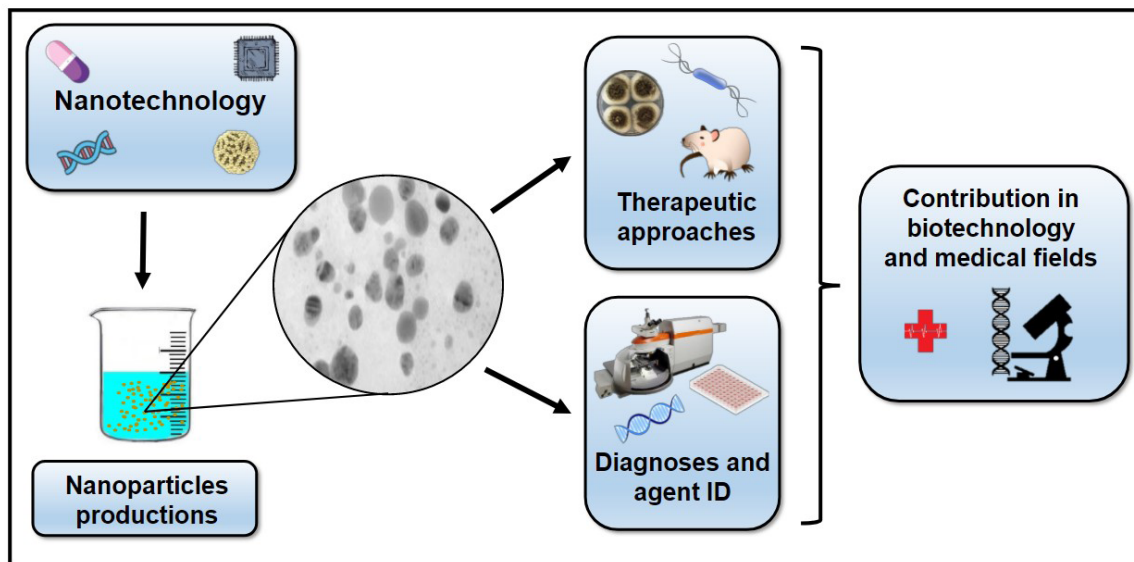 Nanotechnology
Nanoparticles
productions
Therapeutic
approaches
Diagnoses and
agent ID
Contribution in
biotechnology
and medical fields